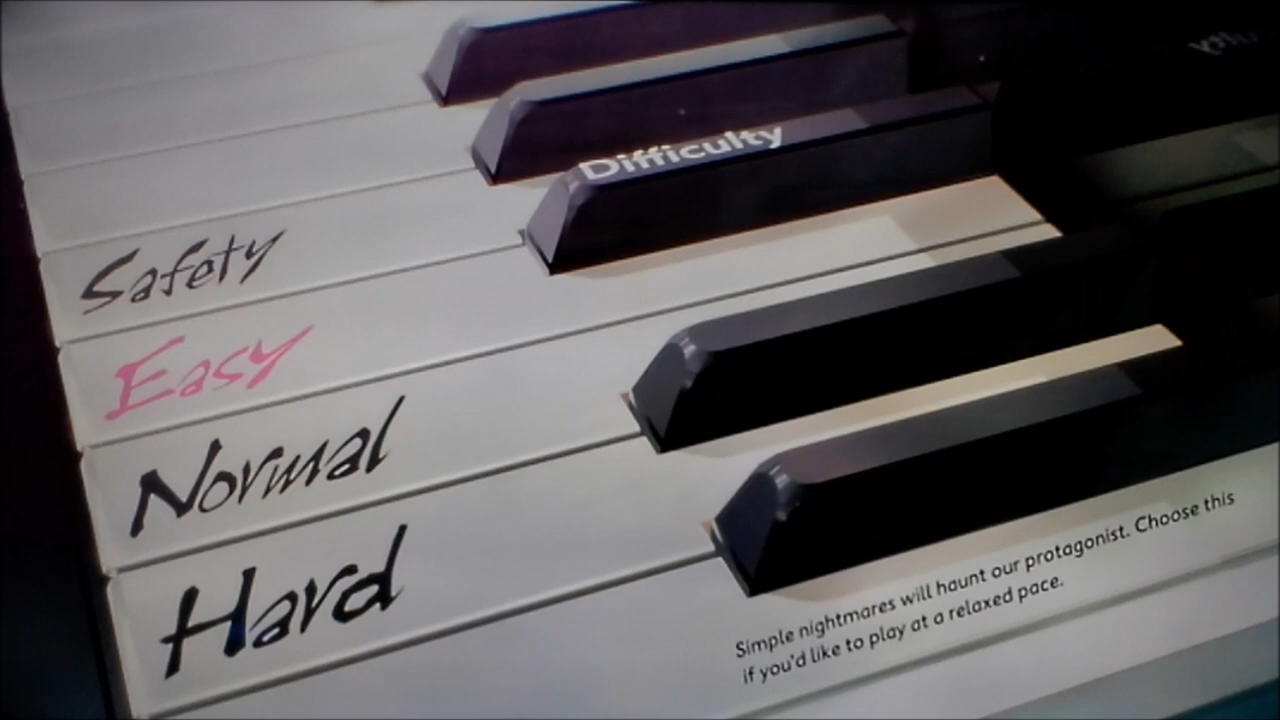 Difficulty
Safety
Easy
Normal
Hard
Simple nightmares will haunt our protagonist. Choose this
if you'd like to play at a relaxed pace.